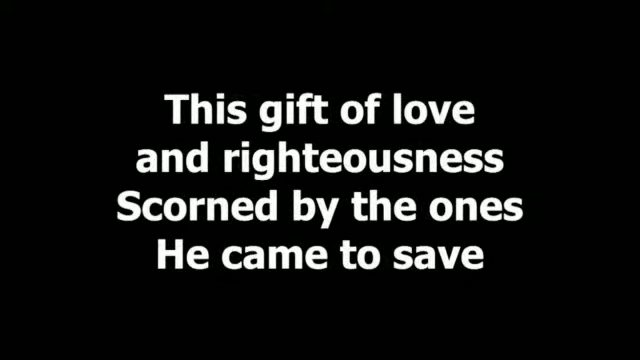 This gift of love
and righteousness
Scorned by the ones
He came to save